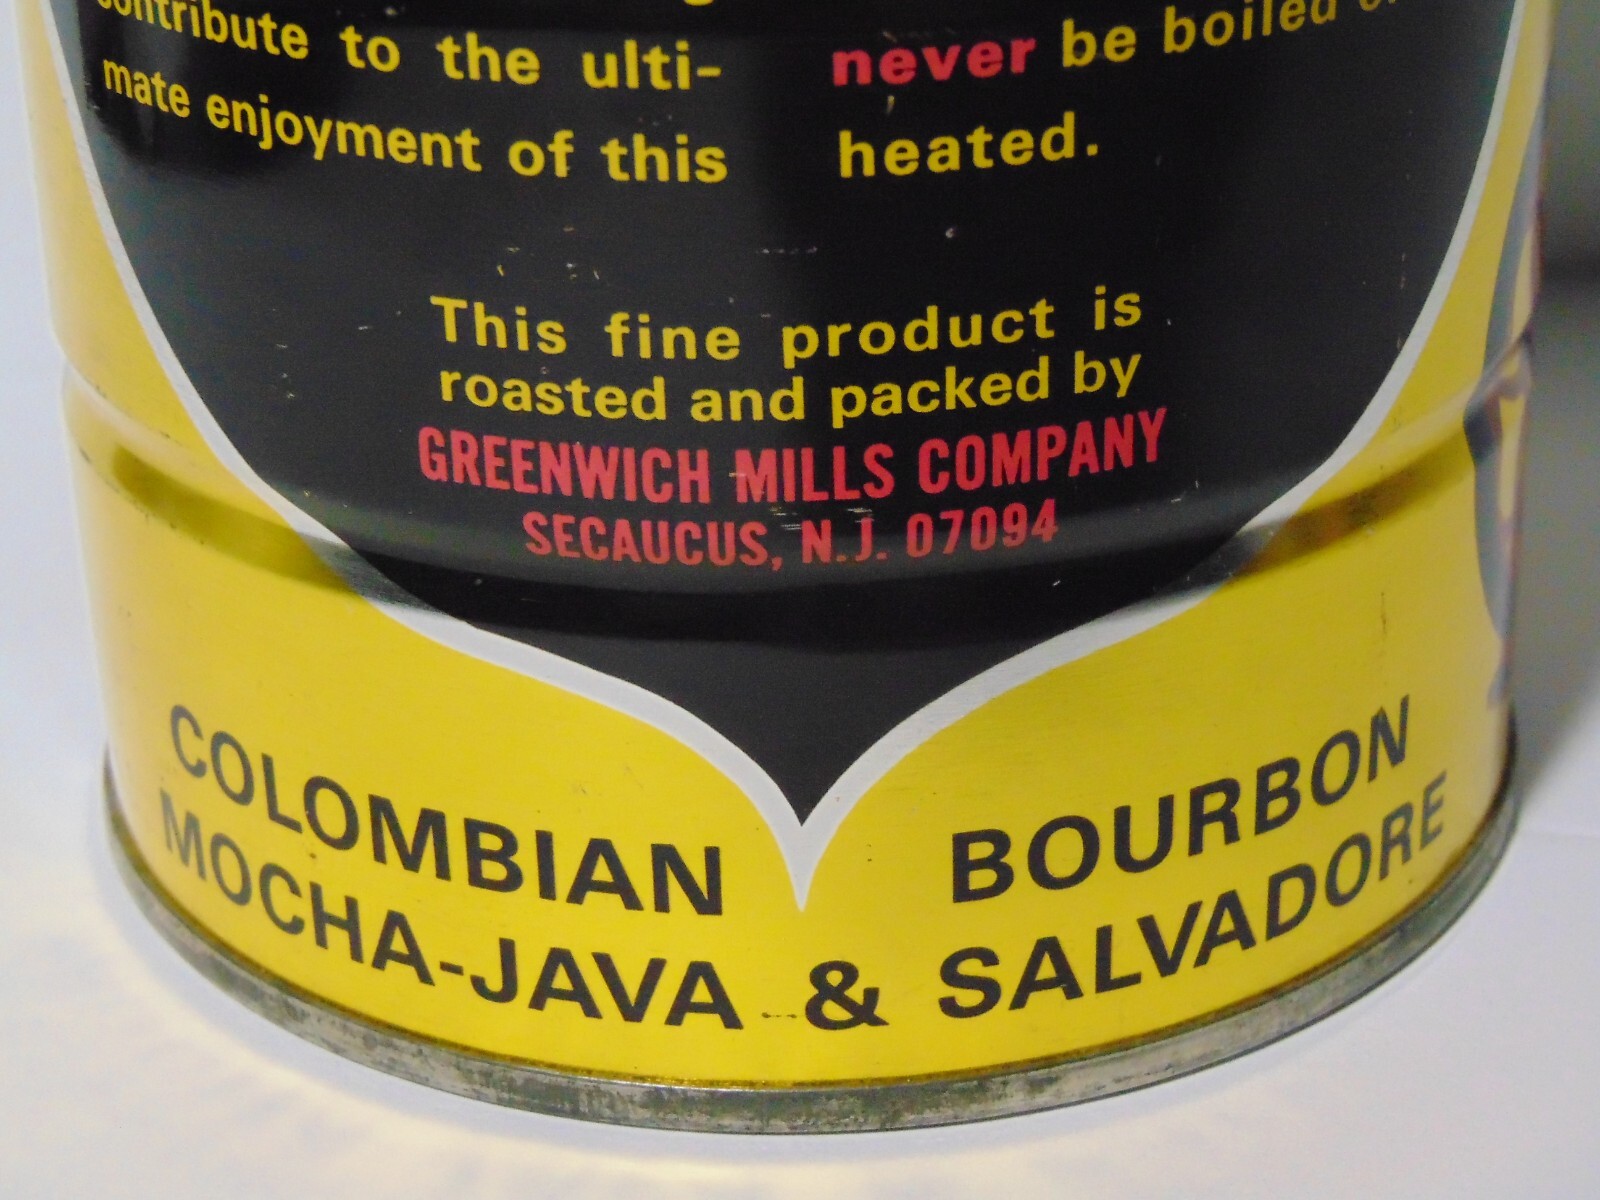 contribute to the ulti-
mate enjoyment of this
never be boiled
heated.
This fine product is
roasted and packed by
GREENWICH MILLS COMPANY
SECAUCUS, N.J. 07094
COLOMBIAN BOURBON
MOCHA-JAVA & SALVADORE